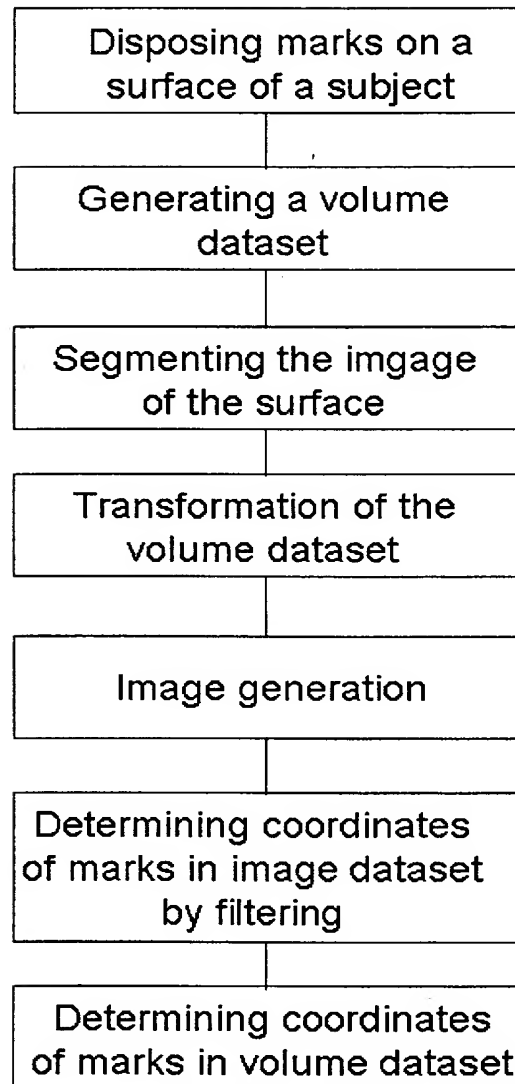 Disposing marks on a
surface of a subject
Generating a volume
dataset
Segmenting the imgage
of the surface
Transformation of the
volume dataset
Image generation
Determining coordinates
of marks in image dataset
by filtering
Determining coordinates
of marks in volume dataset